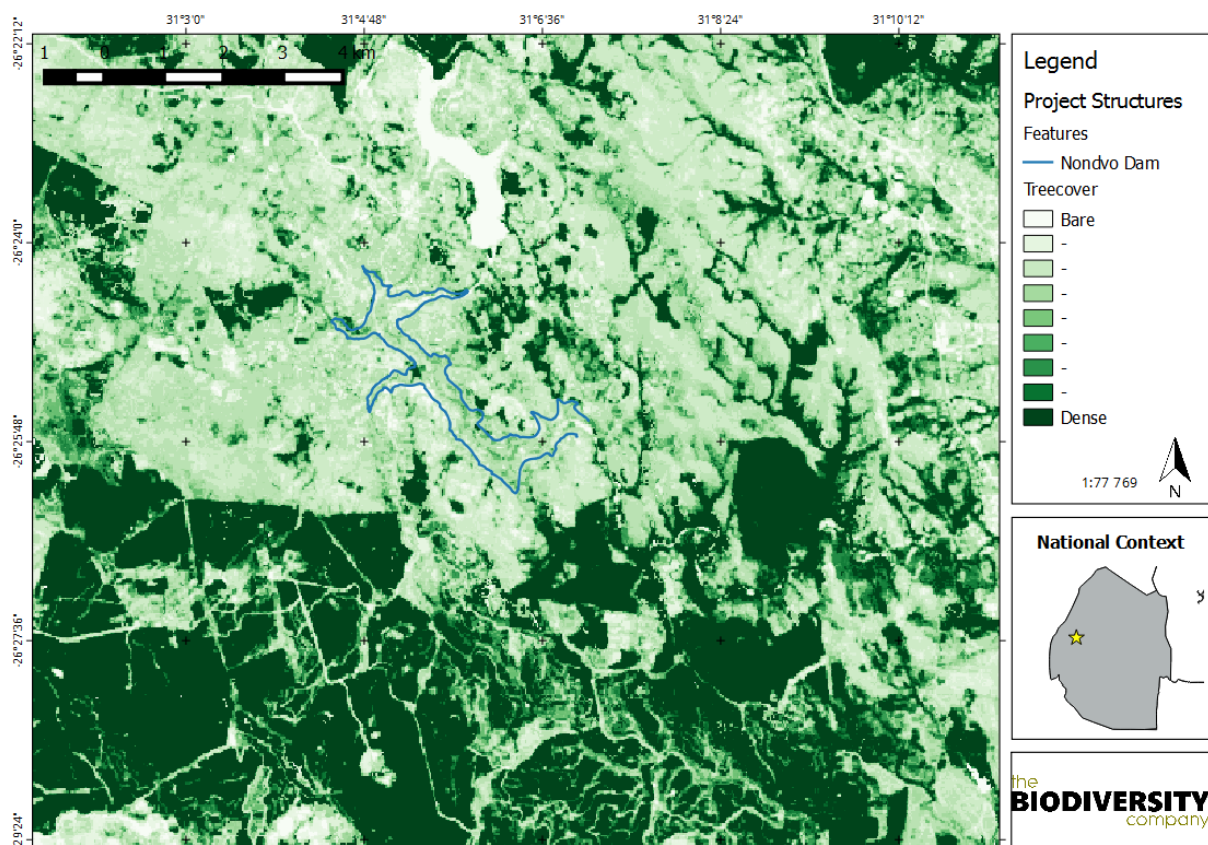 31°3'0" 31°4'48" 31°6'36" 31°8'24" 31°10'12"
-26°22'12"
-26°24'0"
-26°25'48"
-26°27'36"
29'24"
1 0 1 2 3 4 km
Legend
Project Structures
Features
Nondvo Dam
Treecover
Bare
-
-
-
-
-
-
-
Dense
1:77 769
N
National Context
the
BIODIVERSITY
company